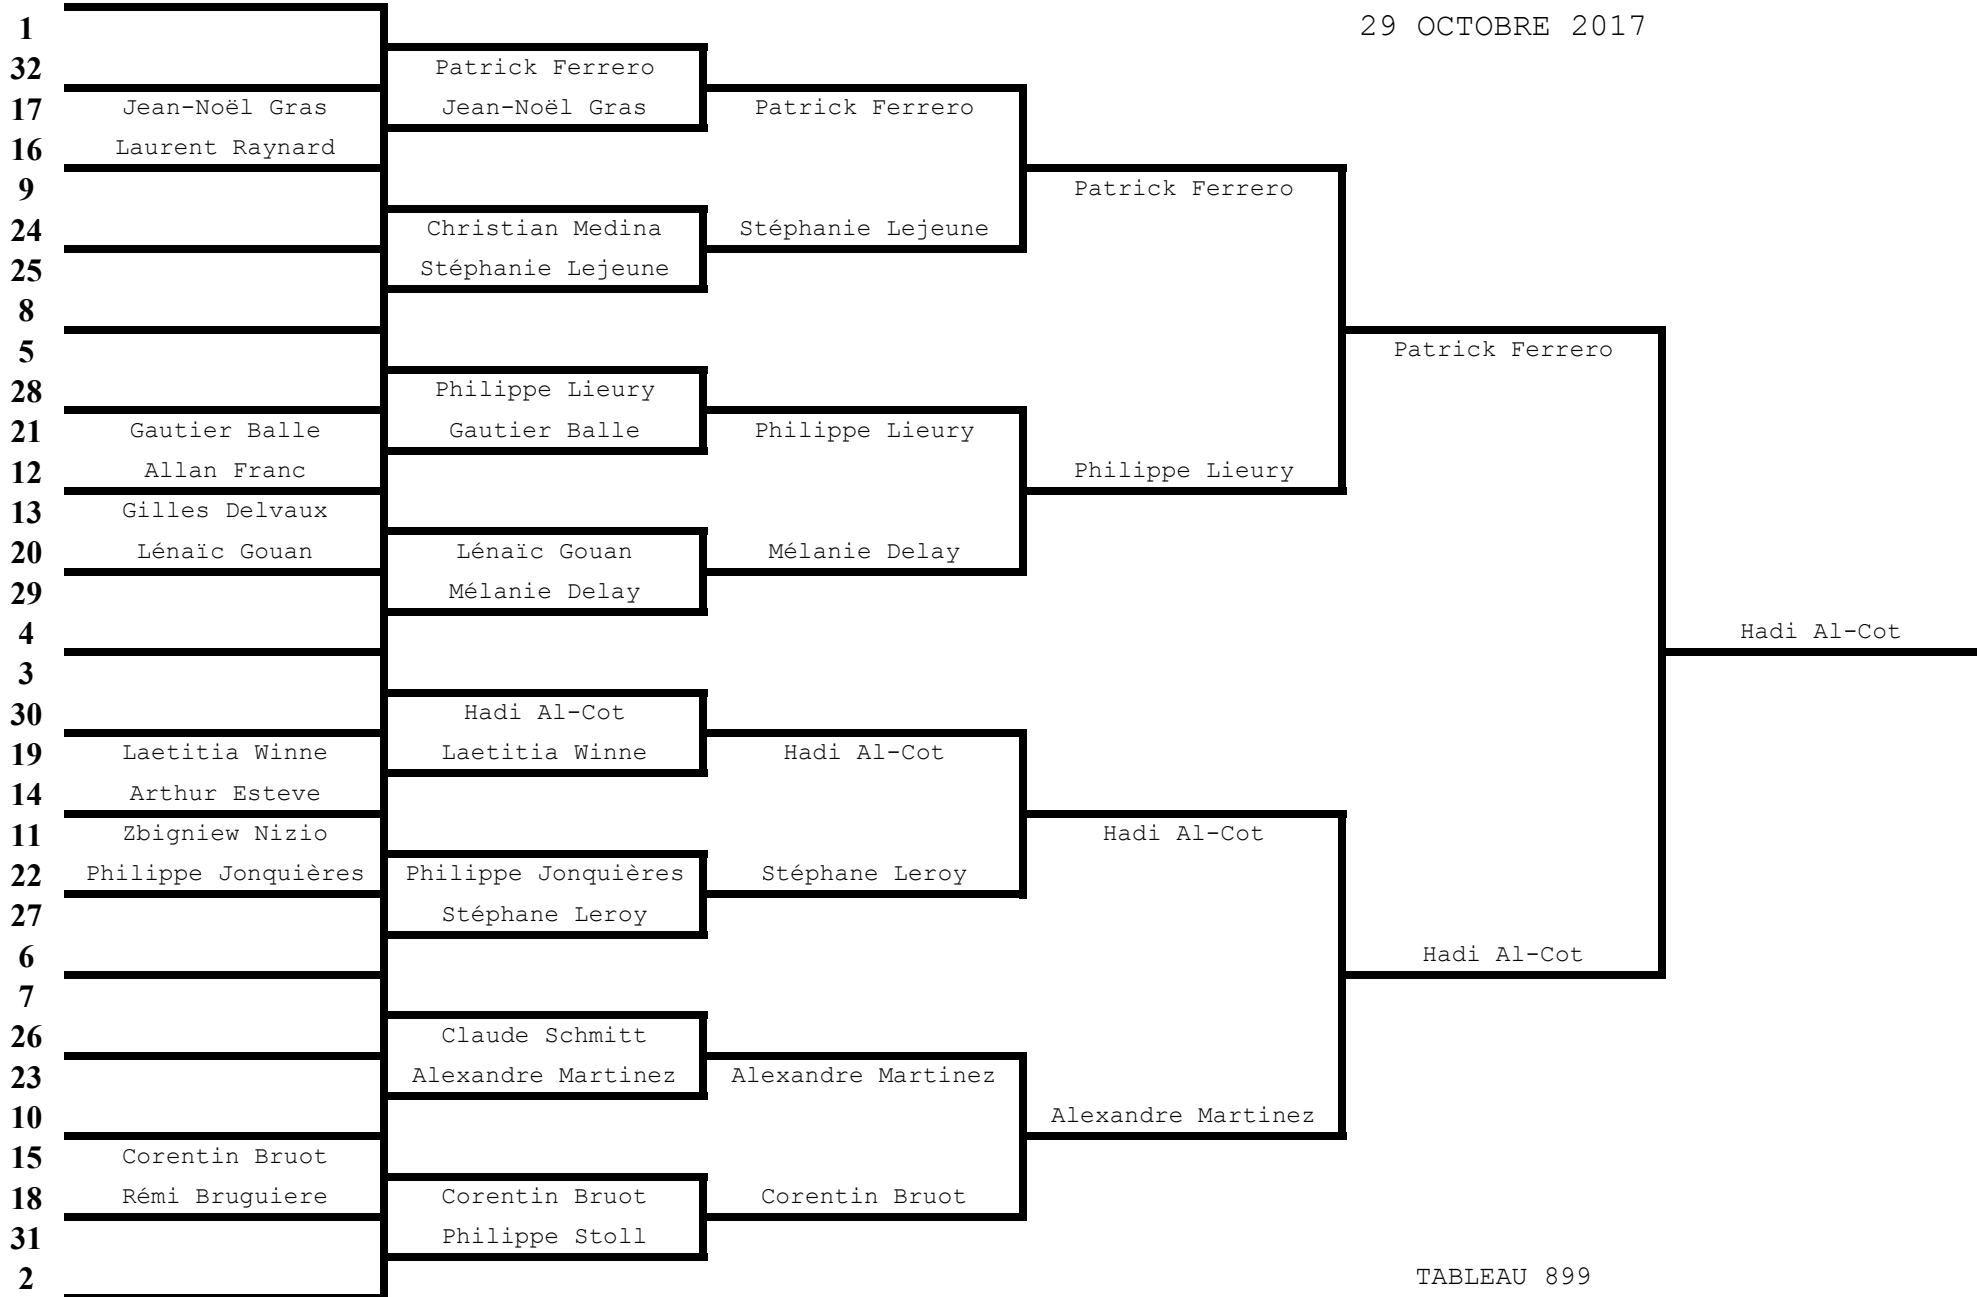 29 OCTOBRE 2017
1
32 Patrick Ferrero
17 Jean-Noël Gras Jean-Noël Gras Patrick Ferrero
16 Laurent Raynard
9 Patrick Ferrero
24 Christian Medina Stéphanie Lejeune
25 Stéphanie Lejeune
8
5 Patrick Ferrero
28 Philippe Lieury
21 Gautier Balle Gautier Balle Philippe Lieury
12 Allan Franc Philippe Lieury
13 Gilles Delvaux
20 Lénaïc Gouan Lénaïc Gouan Mélanie Delay
29 Mélanie Delay
4 Hadi Al-Cot
3
30 Hadi Al-Cot
19 Laetitia Winne Laetitia Winne Hadi Al-Cot
14 Arthur Esteve
11 Zbigniew Nizio Hadi Al-Cot
22 Philippe Jonquières Philippe Jonquières Stéphane Leroy
27 Stéphane Leroy
6 Hadi Al-Cot
7
26 Claude Schmitt
23 Alexandre Martinez Alexandre Martinez
10 Alexandre Martinez
15 Corentin Bruot
18 Rémi Bruguiere Corentin Bruot Corentin Bruot
31 Philippe Stoll
2 TABLEAU 899